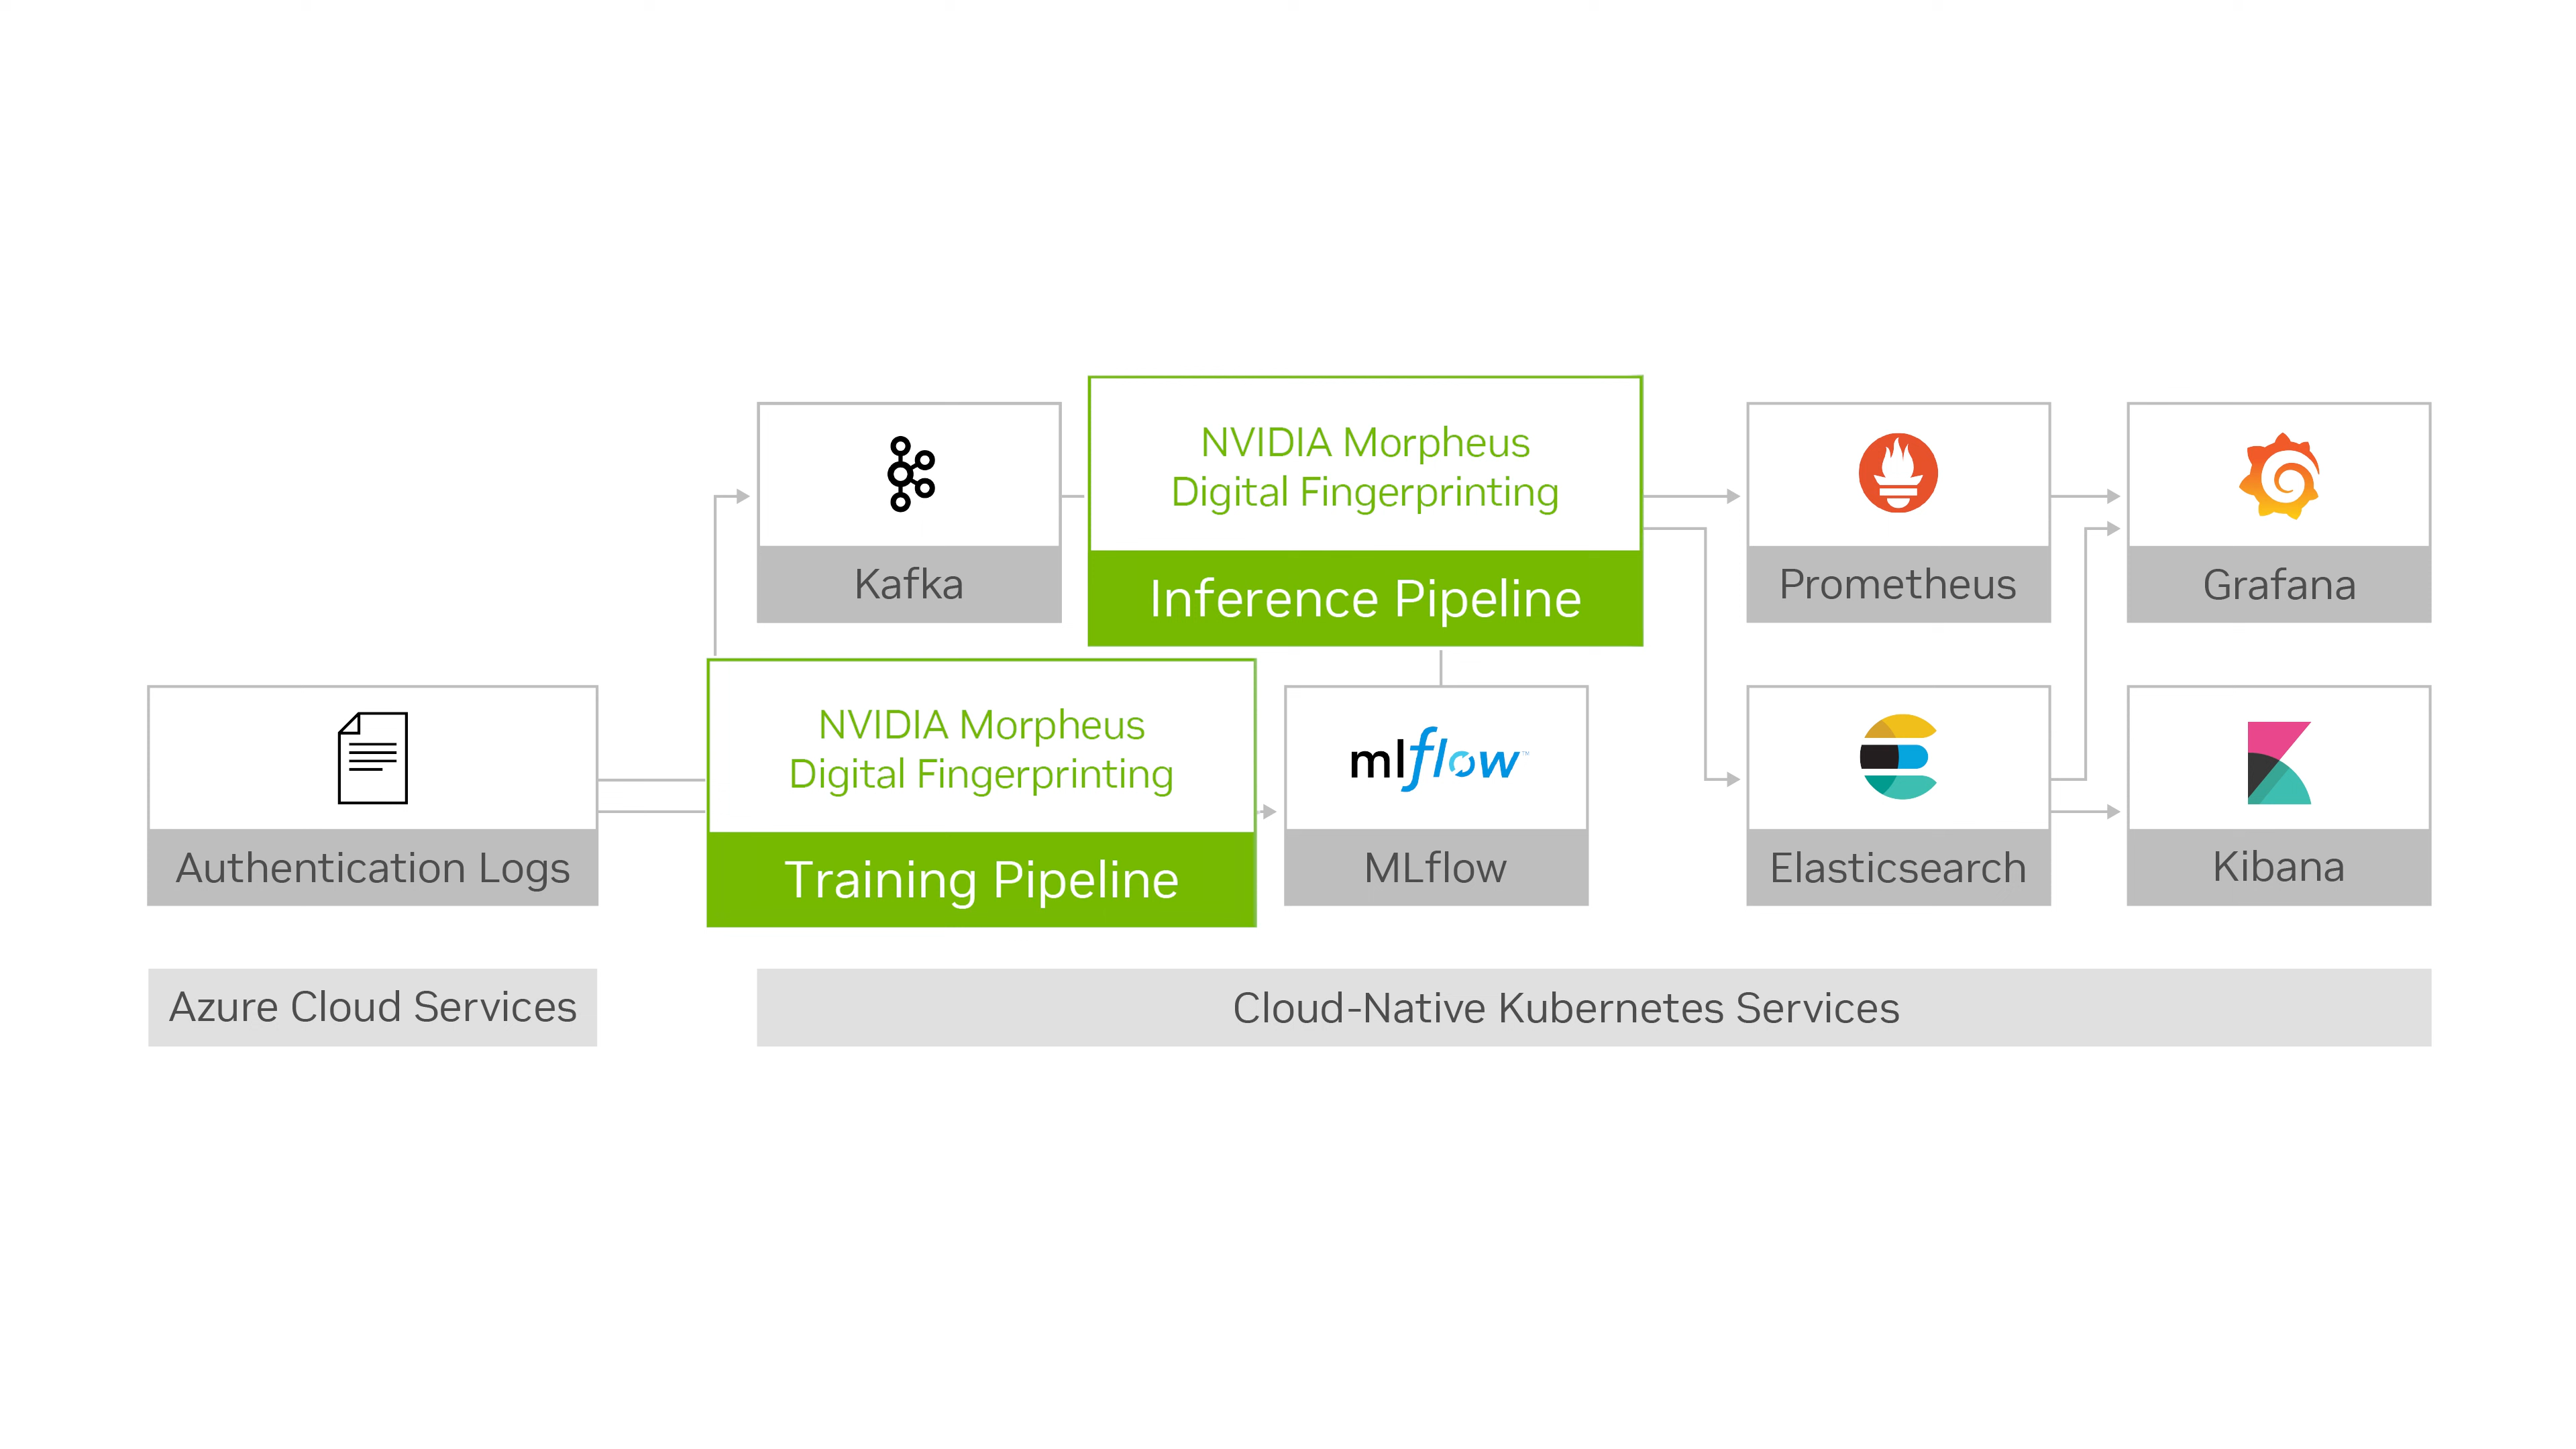 NVIDIA Morpheus
Digital Fingerprinting
Inference Pipeline
Kafka
Prometheus
Grafana
NVIDIA Morpheus
Digital Fingerprinting
Training Pipeline
Authentication Logs
mlflow™
MLflow
Elasticsearch
Kibana
Azure Cloud Services
Cloud-Native Kubernetes Services